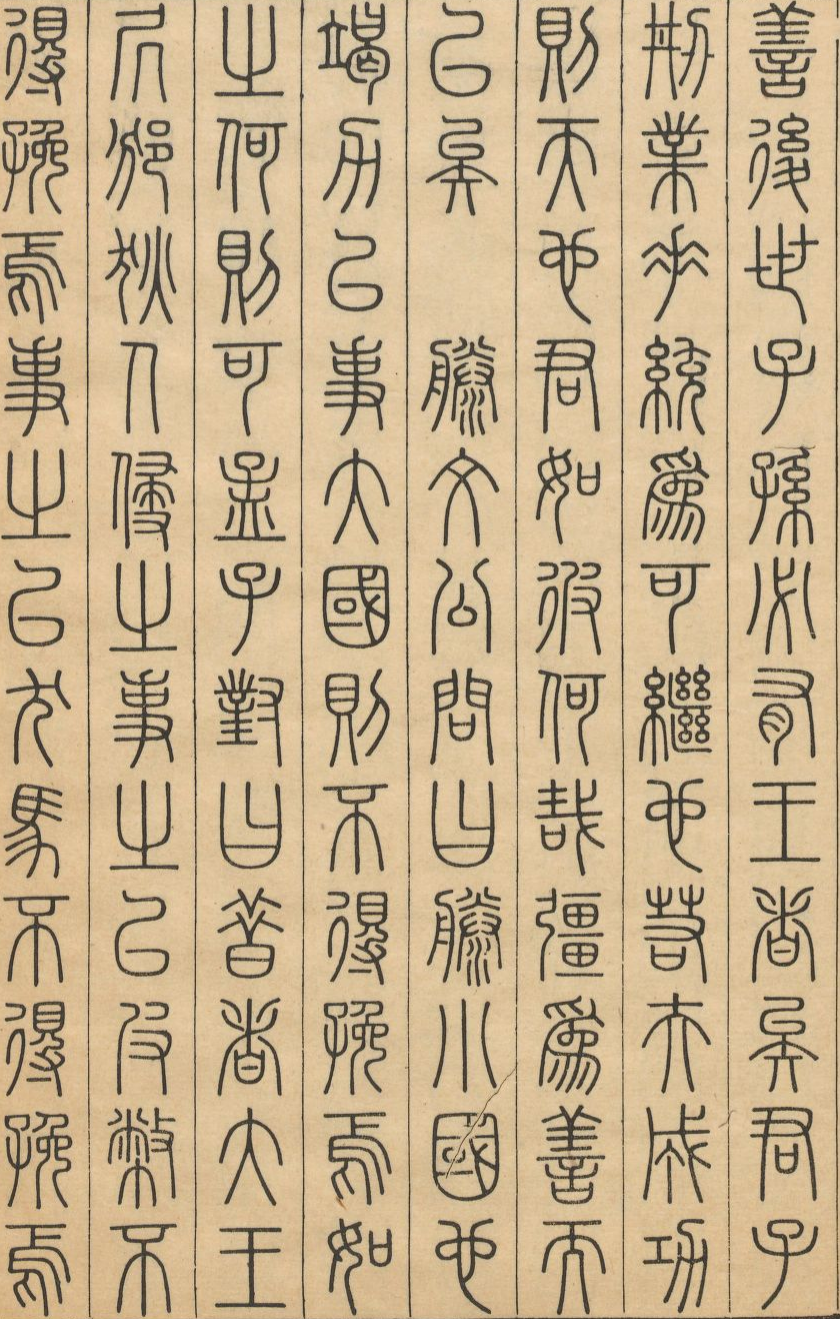 善後世子孫必有王者矣君子
創業垂統為可繼也若夫成功
則天也君如彼何哉彊為善而
已矣　滕文公問曰滕小國也
竭力以事大國則不得免焉如
之何則可孟子對曰昔者大王
居邠狄人侵之事之以皮幣不
得免焉事之以犬馬不得免焉